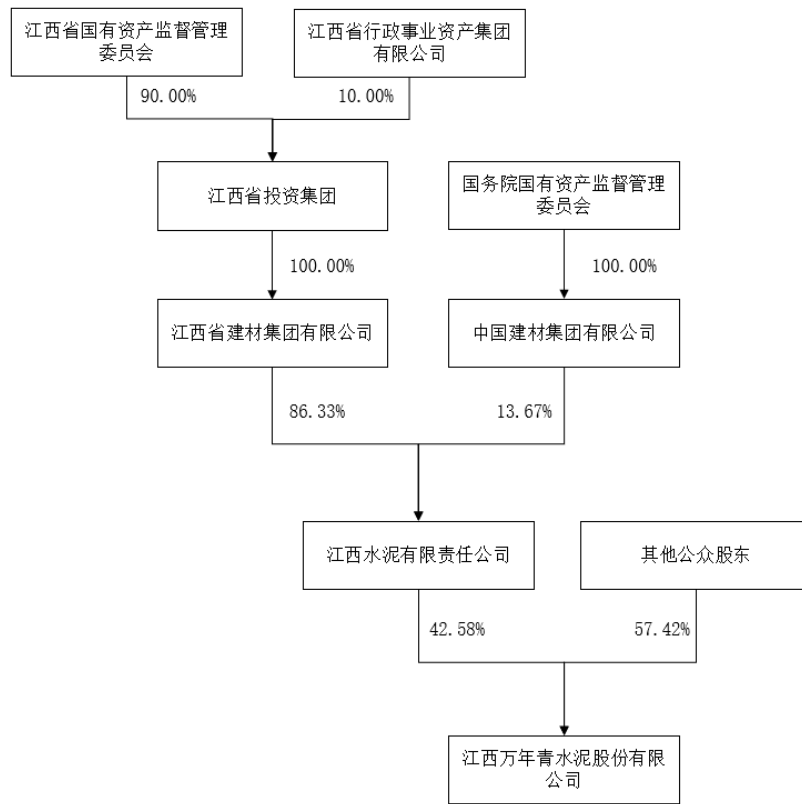 江西省国有资产监督管理
委员会
江西省行政事业资产集团
有限公司
90.00%
10.00%
江西省投资集团
国务院国有资产监督管理
委员会
100.00%
100.00%
江西省建材集团有限公司
中国建材集团有限公司
86.33%
13.67%
江西水泥有限责任公司
其他公众股东
42.58%
57.42%
江西万年青水泥股份有限
公司